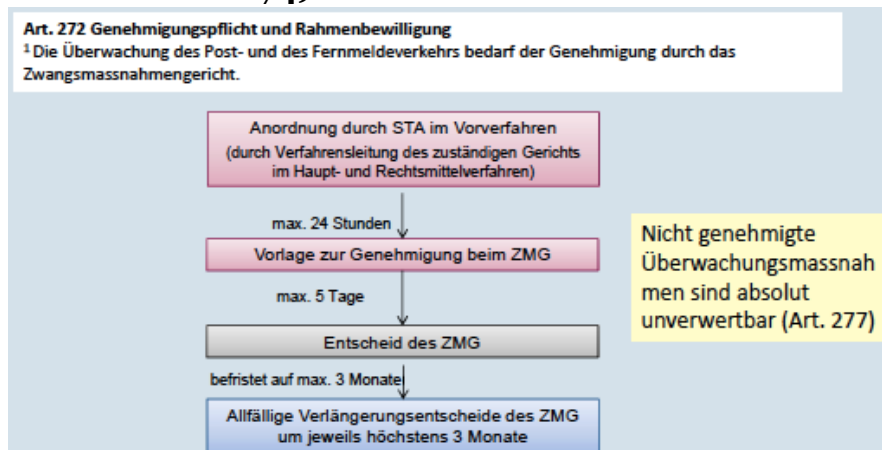 Art. 272 Genehmigungspflicht und Rahmenbewilligung
1 Die Überwachung des Post- und des Fernmeldeverkehrs bedarf der Genehmigung durch das
Zwangsmassnahmengericht.
Anordnung durch STA im Vorverfahren
(durch Verfahrensleitung des zuständigen Gerichts
im Haupt- und Rechtsmittelverfahren)
max. 24 Stunden
Vorlage zur Genehmigung beim ZMG
max. 5 Tage
Entscheid des ZMG
befristet auf max. 3 Monate
Allfällige Verlängerungsentscheide des ZMG
um jeweils höchstens 3 Monate
Nicht genehmigte
Überwachungsmassnah
men sind absolut
unverwertbar (Art. 277)